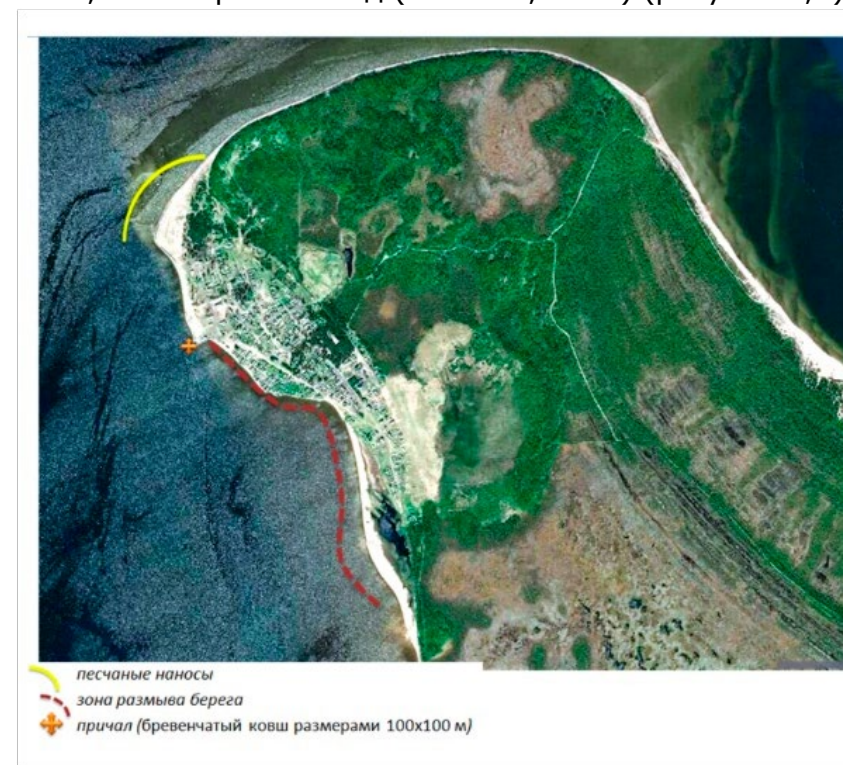 песчаные наносы
зона размыва берега
причал (бревенчатый ковш размерами 100х100 м)